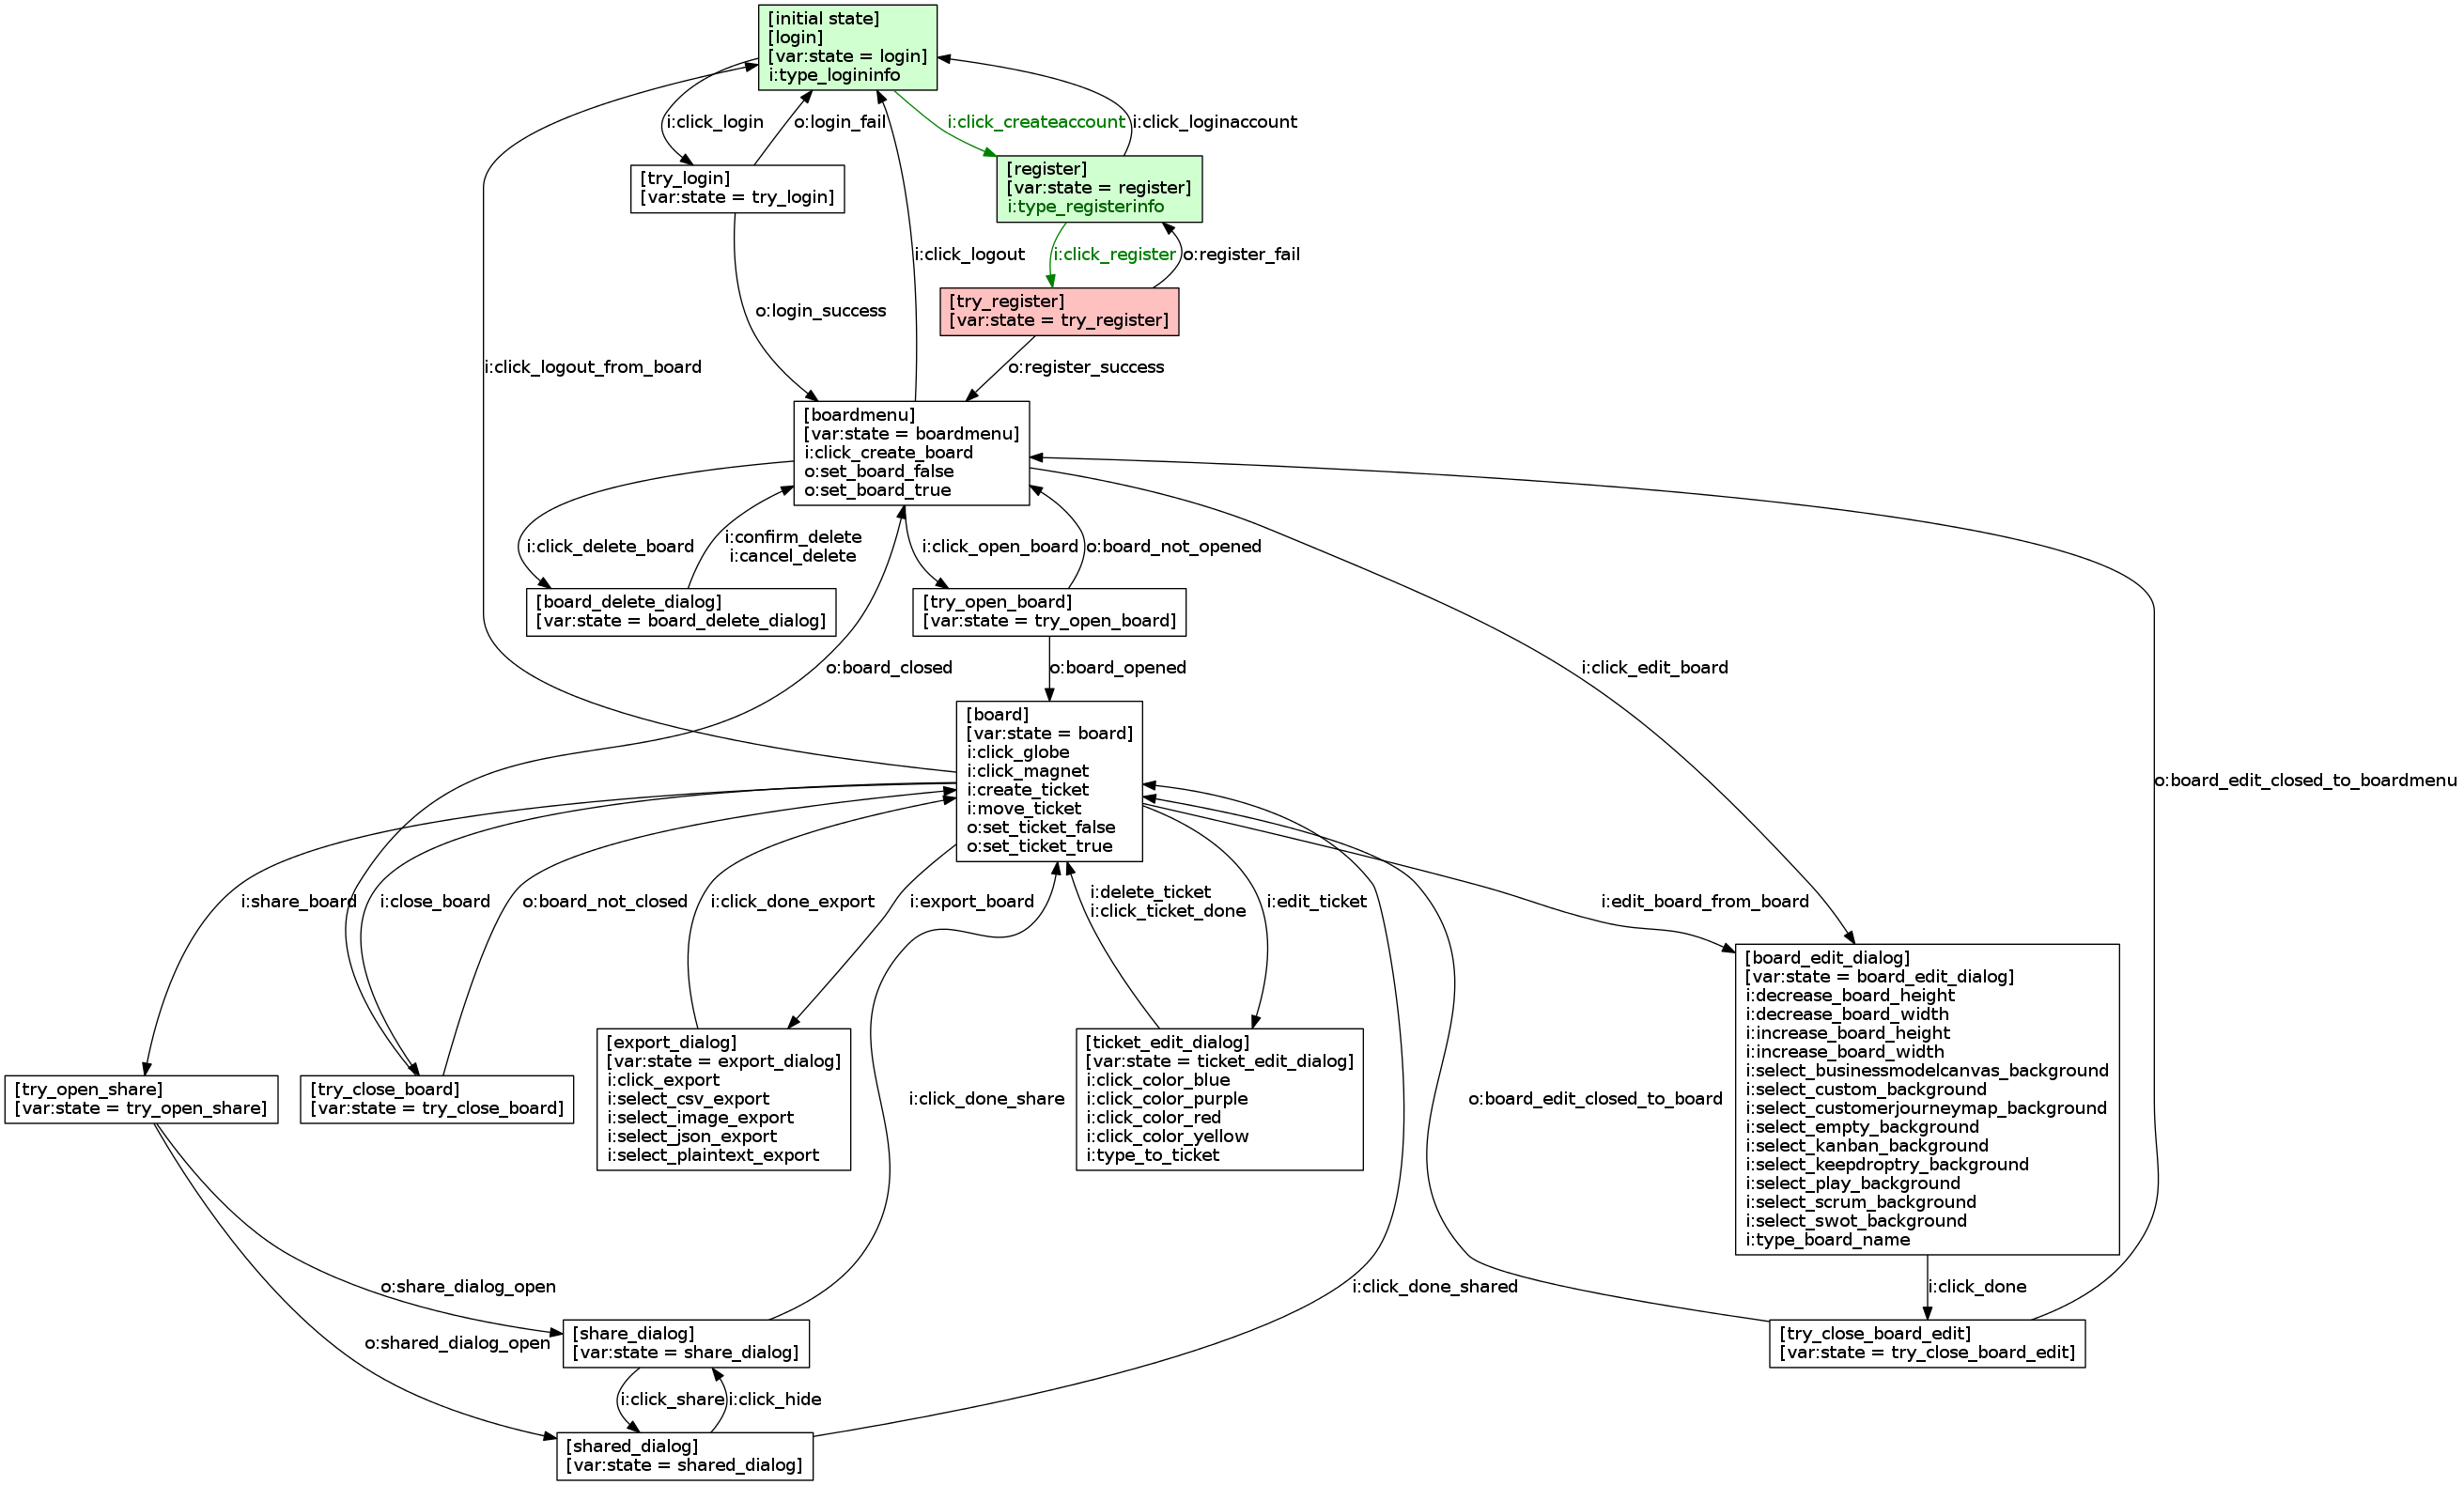 [initial state]
[login]
[var:state = login]
i:type_logininfo
i:click_login
o:login_fail
i:click_createaccount
i:click_loginaccount
[try_login]
[var:state = try_login]
[register]
[var:state = register]
i:type_registerinfo
i:click_logout
i:click_register
o:register_fail
[try_register]
[var:state = try_register]
o:login_success
i:click_logout_from_board
o:register_success
[boardmenu]
[var:state = boardmenu]
i:click_create_board
o:set_board_false
o:set_board_true
i:click_delete_board
i:confirm_delete
i:cancel_delete
i:click_open_board
o:board_not_opened
[board_delete_dialog]
[var:state = board_delete_dialog]
[try_open_board]
[var:state = try_open_board]
o:board_closed
o:board_opened
i:click_edit_board
[board]
[var:state = board]
i:click_globe
i:click_magnet
i:create_ticket
i:move_ticket
o:set_ticket_false
o:set_ticket_true
o:board_edit_closed_to_boardmenu
i:share_board
i:close_board
o:board_not_closed
i:click_done_export
i:export_board
i:delete_ticket
i:click_ticket_done
i:edit_ticket
i:edit_board_from_board
[board_edit_dialog]
[var:state = board_edit_dialog]
i:decrease_board_height
i:decrease_board_width
i:increase_board_height
i:increase_board_width
i:select_businessmodelcanvas_background
i:select_custom_background
i:select_customerjourneymap_background
i:select_empty_background
i:select_kanban_background
i:select_keepdroptry_background
i:select_play_background
i:select_scrum_background
i:select_swot_background
i:type_board_name
[try_open_share]
[var:state = try_open_share]
[try_close_board]
[var:state = try_close_board]
[export_dialog]
[var:state = export_dialog]
i:click_export
i:select_csv_export
i:select_image_export
i:select_json_export
i:select_plaintext_export
i:click_done_share
[ticket_edit_dialog]
[var:state = ticket_edit_dialog]
i:click_color_blue
i:click_color_purple
i:click_color_red
i:click_color_yellow
i:type_to_ticket
o:board_edit_closed_to_board
o:share_dialog_open
i:click_done_shared
i:click_done
o:shared_dialog_open
[share_dialog]
[var:state = share_dialog]
[try_close_board_edit]
[var:state = try_close_board_edit]
i:click_share
i:click_hide
[shared_dialog]
[var:state = shared_dialog]